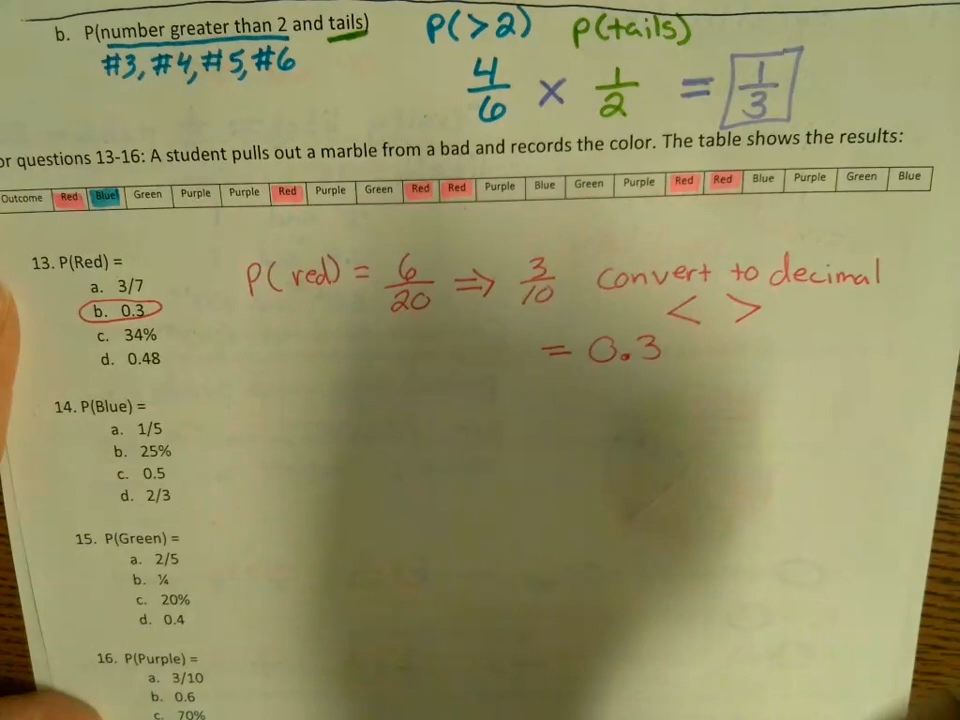 b. P(number greater than 2 and tails) P(>2) P(tails)
#3, #4, #5, #6 4/6 × 1/2 = 1/3
or questions 13-16: A student pulls out a marble from a bad and records the color. The table shows the results:
Outcome Red Blue Green Purple Purple Red Purple Green Red Red Purple Blue Green Purple Red Red Blue Purple Green Blue
13. P(Red) = P(red) = 6/20 => 3/10 convert to decimal
a. 3/7
b. 0.3 < >
c. 34% = 0.3
d. 0.48
14. P(Blue) =
a. 1/5
b. 25%
c. 0.5
d. 2/3
15. P(Green) =
a. 2/5
b. ¼
c. 20%
d. 0.4
16. P(Purple) =
a. 3/10
b. 0.6
c. 70%